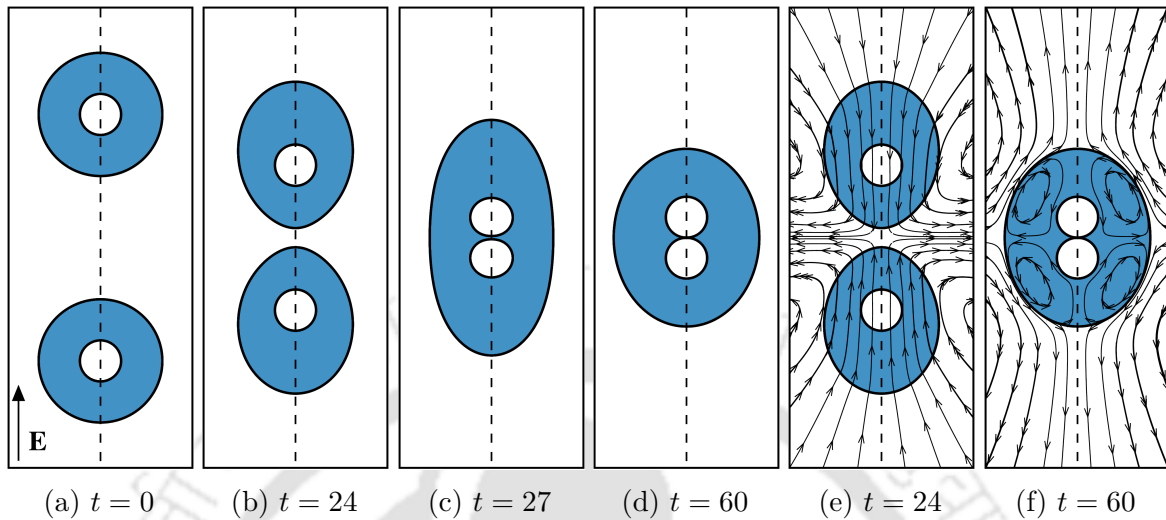 E
(a) t = 0
(b) t = 24
(c) t = 27
(d) t = 60
(e) t = 24
(f) t = 60